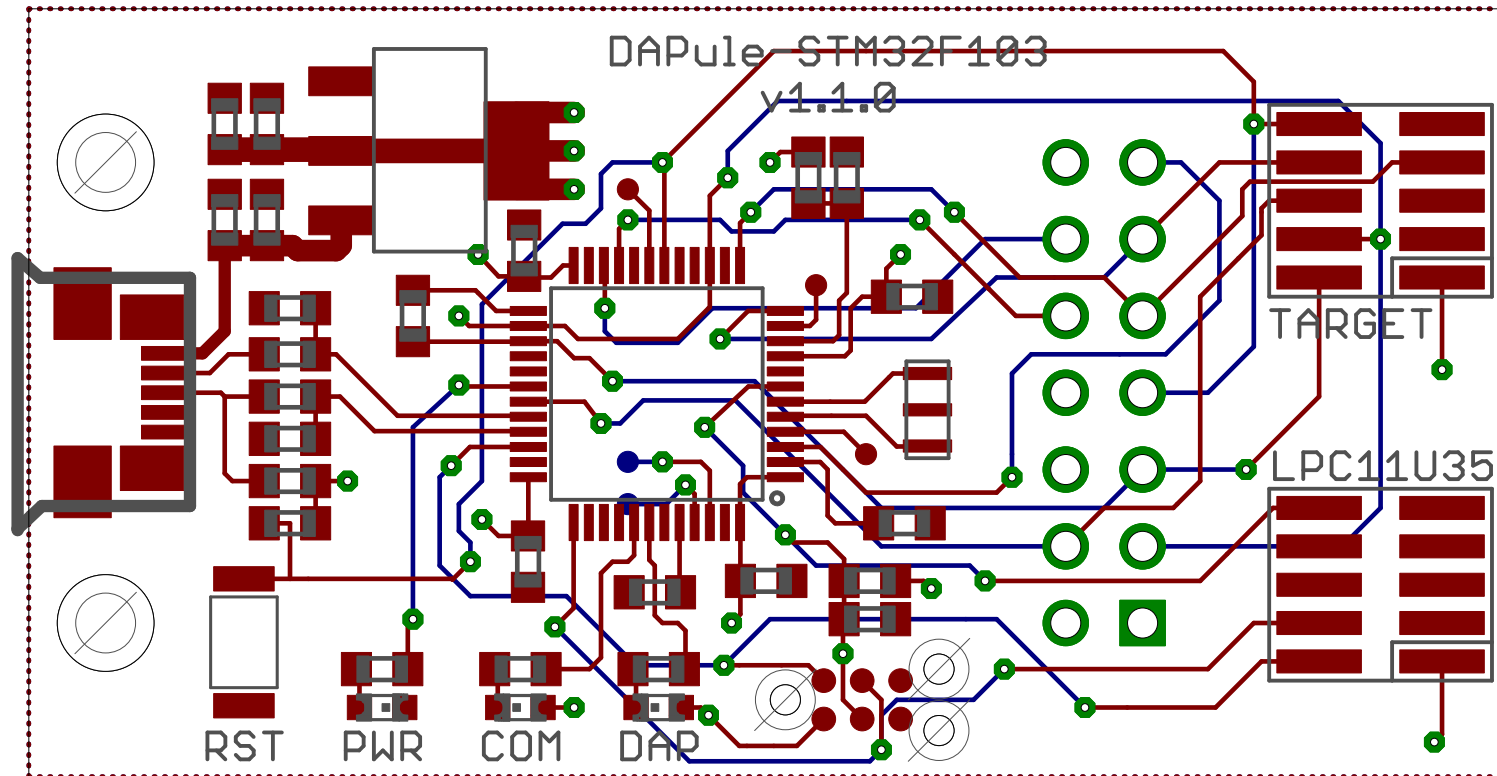 DAPule STM32F103
v1.1.0
TARGET
LPC11U35
RST PWR COM DAP